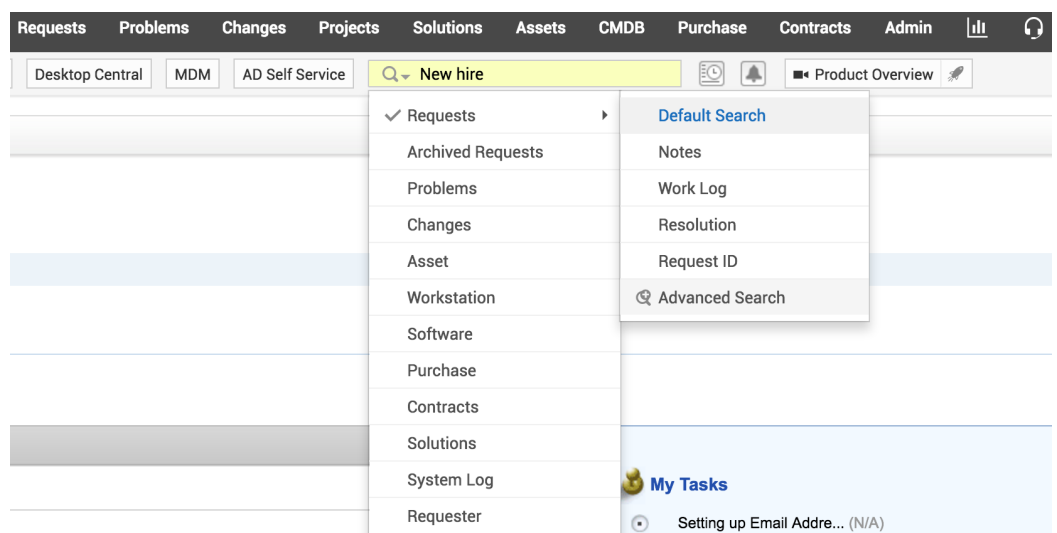 Requests Problems Changes Projects Solutions Assets CMDB Purchase Contracts Admin
Desktop Central MDM AD Self Service New hire Product Overview
Requests Default Search
Archived Requests Notes
Problems Work Log
Changes Resolution
Asset Request ID
Workstation Advanced Search
Software
Purchase
Contracts
Solutions
System Log My Tasks
Requester Setting up Email Addre... (N/A)